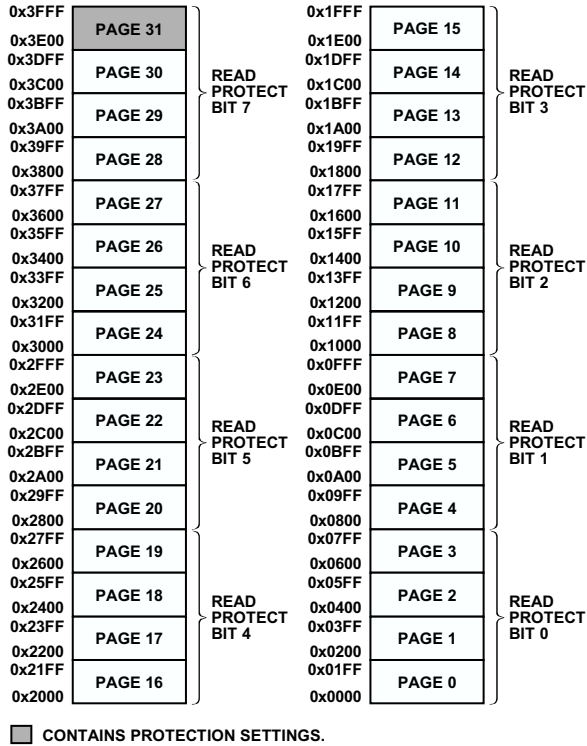 0x3FFF
PAGE 31
0x3E00
0x3DFF
PAGE 30
0x3C00
0x3BFF
PAGE 29
0x3A00
0x39FF
PAGE 28
0x3800
READ
PROTECT
BIT 7
0x37FF
PAGE 27
0x3600
0x35FF
PAGE 26
0x3400
0x33FF
PAGE 25
0x3200
0x31FF
PAGE 24
0x3000
READ
PROTECT
BIT 6
0x2FFF
PAGE 23
0x2E00
0x2DFF
PAGE 22
0x2C00
0x2BFF
PAGE 21
0x2A00
0x29FF
PAGE 20
0x2800
READ
PROTECT
BIT 5
0x27FF
PAGE 19
0x2600
0x25FF
PAGE 18
0x2400
0x23FF
PAGE 17
0x2200
0x21FF
PAGE 16
0x2000
READ
PROTECT
BIT 4
0x1FFF
PAGE 15
0x1E00
0x1DFF
PAGE 14
0x1C00
0x1BFF
PAGE 13
0x1A00
0x19FF
PAGE 12
0x1800
READ
PROTECT
BIT 3
0x17FF
PAGE 11
0x1600
0x15FF
PAGE 10
0x1400
0x13FF
PAGE 9
0x1200
0x11FF
PAGE 8
0x1000
READ
PROTECT
BIT 2
0x0FFF
PAGE 7
0x0E00
0x0DFF
PAGE 6
0x0C00
0x0BFF
PAGE 5
0x0A00
0x09FF
PAGE 4
0x0800
READ
PROTECT
BIT 1
0x07FF
PAGE 3
0x0600
0x05FF
PAGE 2
0x0400
0x03FF
PAGE 1
0x0200
0x01FF
PAGE 0
0x0000
READ
PROTECT
BIT 0
CONTAINS PROTECTION SETTINGS.